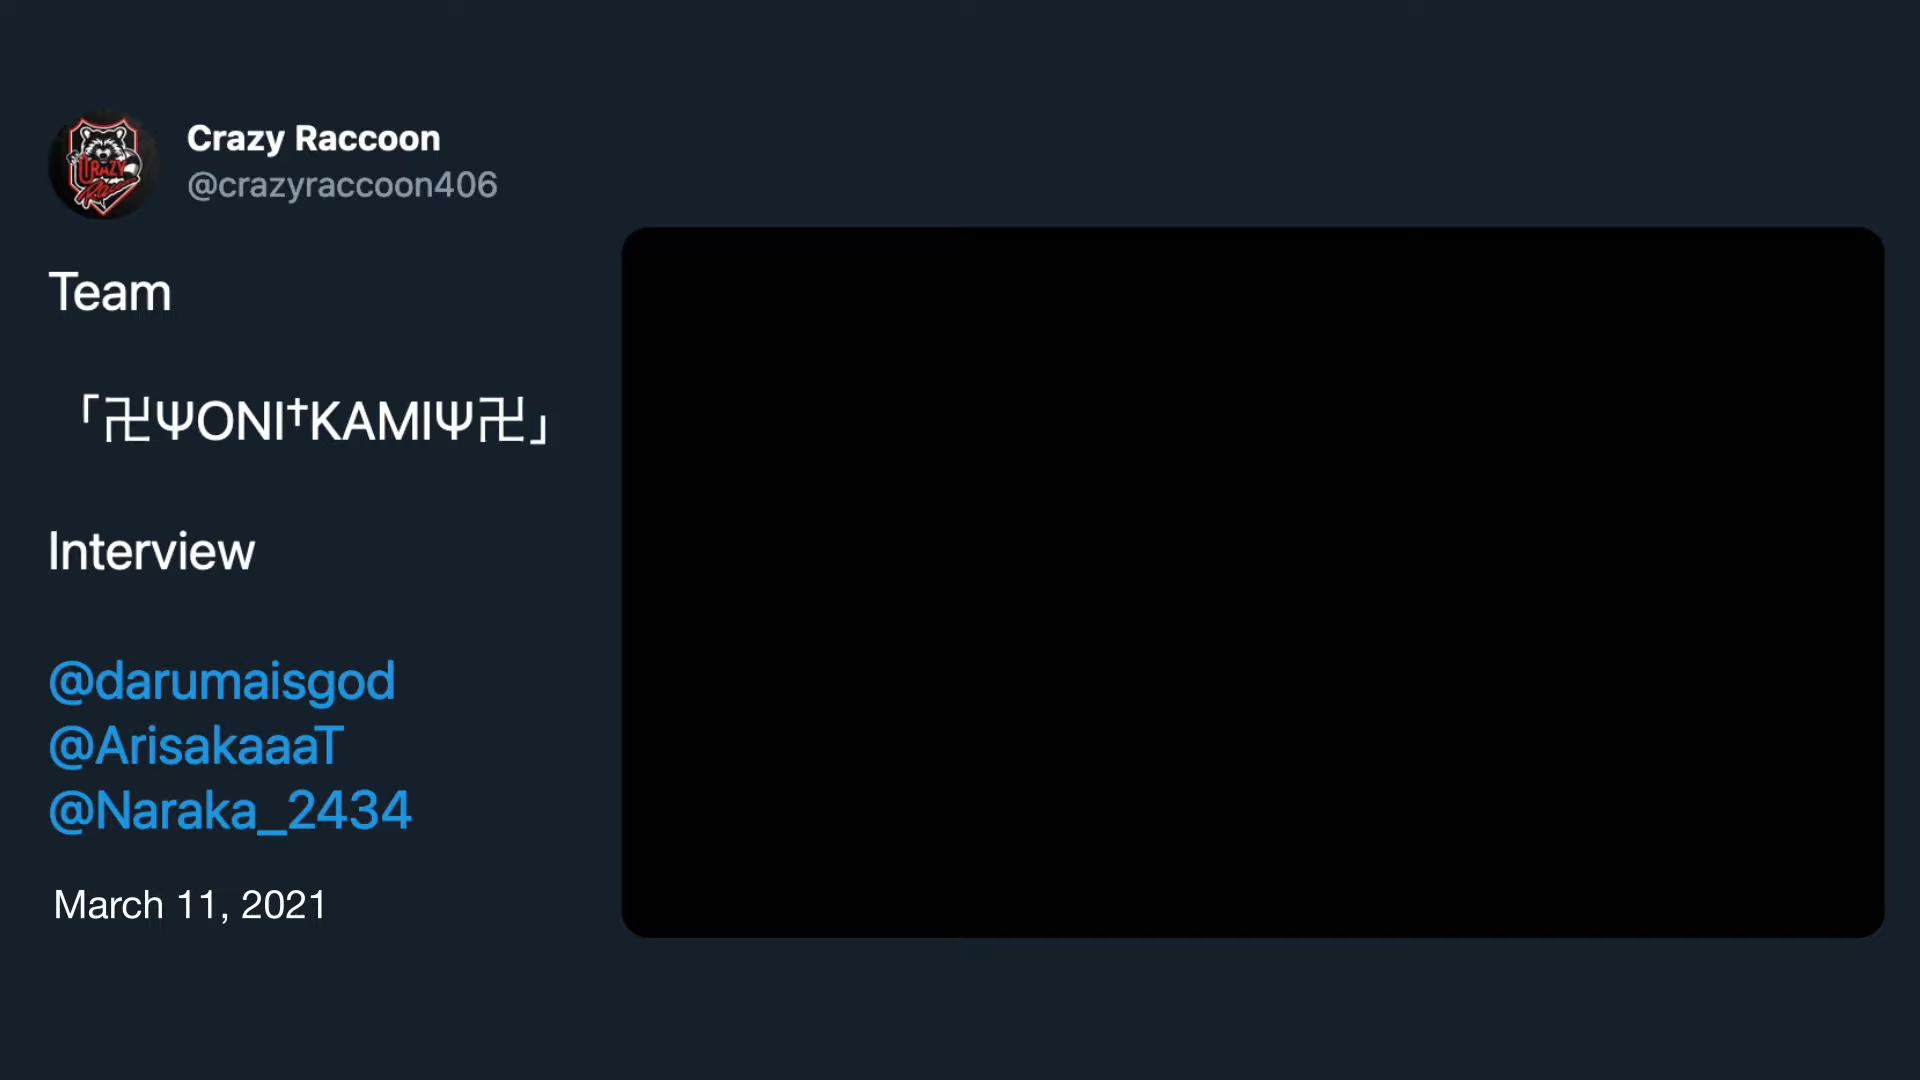 Crazy Raccoon
@crazyraccoon406
CRAZY
Team
「卍ΨONI†KAMIΨ卍」
Interview
@darumaisgod
@ArisakaaaT
@Naraka_2434
March 11, 2021